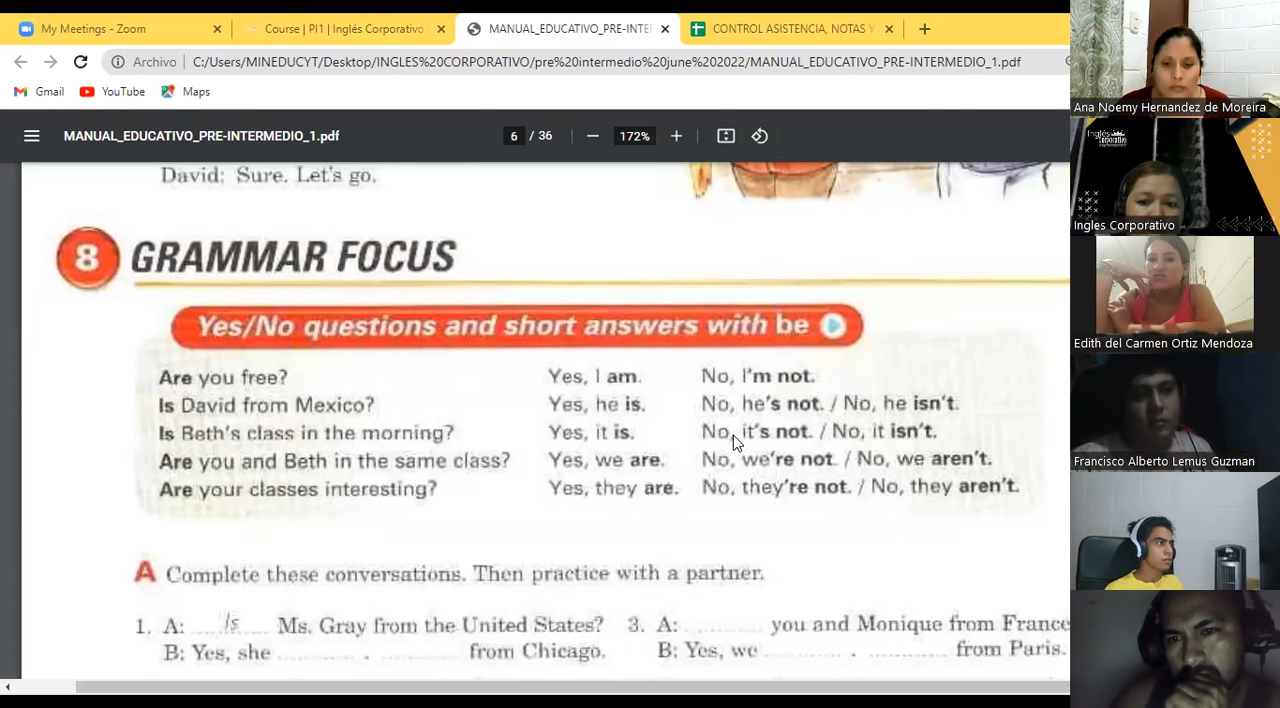 My Meetings - Zoom
Course | PI1 | Inglés Corporativo
MANUAL_EDUCATIVO_PRE-INTER
CONTROL ASISTENCIA, NOTAS Y
Archivo
C:/Users/MINEDUCYT/Desktop/INGLES%20CORPORATIVO/pre%20intermedio%20june%202022/MANUAL_EDUCATIVO_PRE-INTERMEDIO_1.pdf
Gmail
YouTube
Maps
MANUAL_EDUCATIVO_PRE-INTERMEDIO_1.pdf
6 / 36
172%
David: Sure. Let's go.
8 GRAMMAR FOCUS
Yes/No questions and short answers with be
Are you free? Yes, I am. No, I'm not.
Is David from Mexico? Yes, he is. No, he's not. / No, he isn't.
Is Beth's class in the morning? Yes, it is. No, it's not. / No, it isn't.
Are you and Beth in the same class? Yes, we are. No, we're not. / No, we aren't.
Are your classes interesting? Yes, they are. No, they're not. / No, they aren't.
A Complete these conversations. Then practice with a partner.
1. A: Is Ms. Gray from the United States?
B: Yes, she ........ . ........ from Chicago.
3. A: ........ you and Monique from France
B: Yes, we ........ . ........ from Paris.
Ana Noemy Hernandez de Moreira
Inglés
Corporativo
Ingles Corporativo
Edith del Carmen Ortiz Mendoza
Francisco Alberto Lemus Guzman